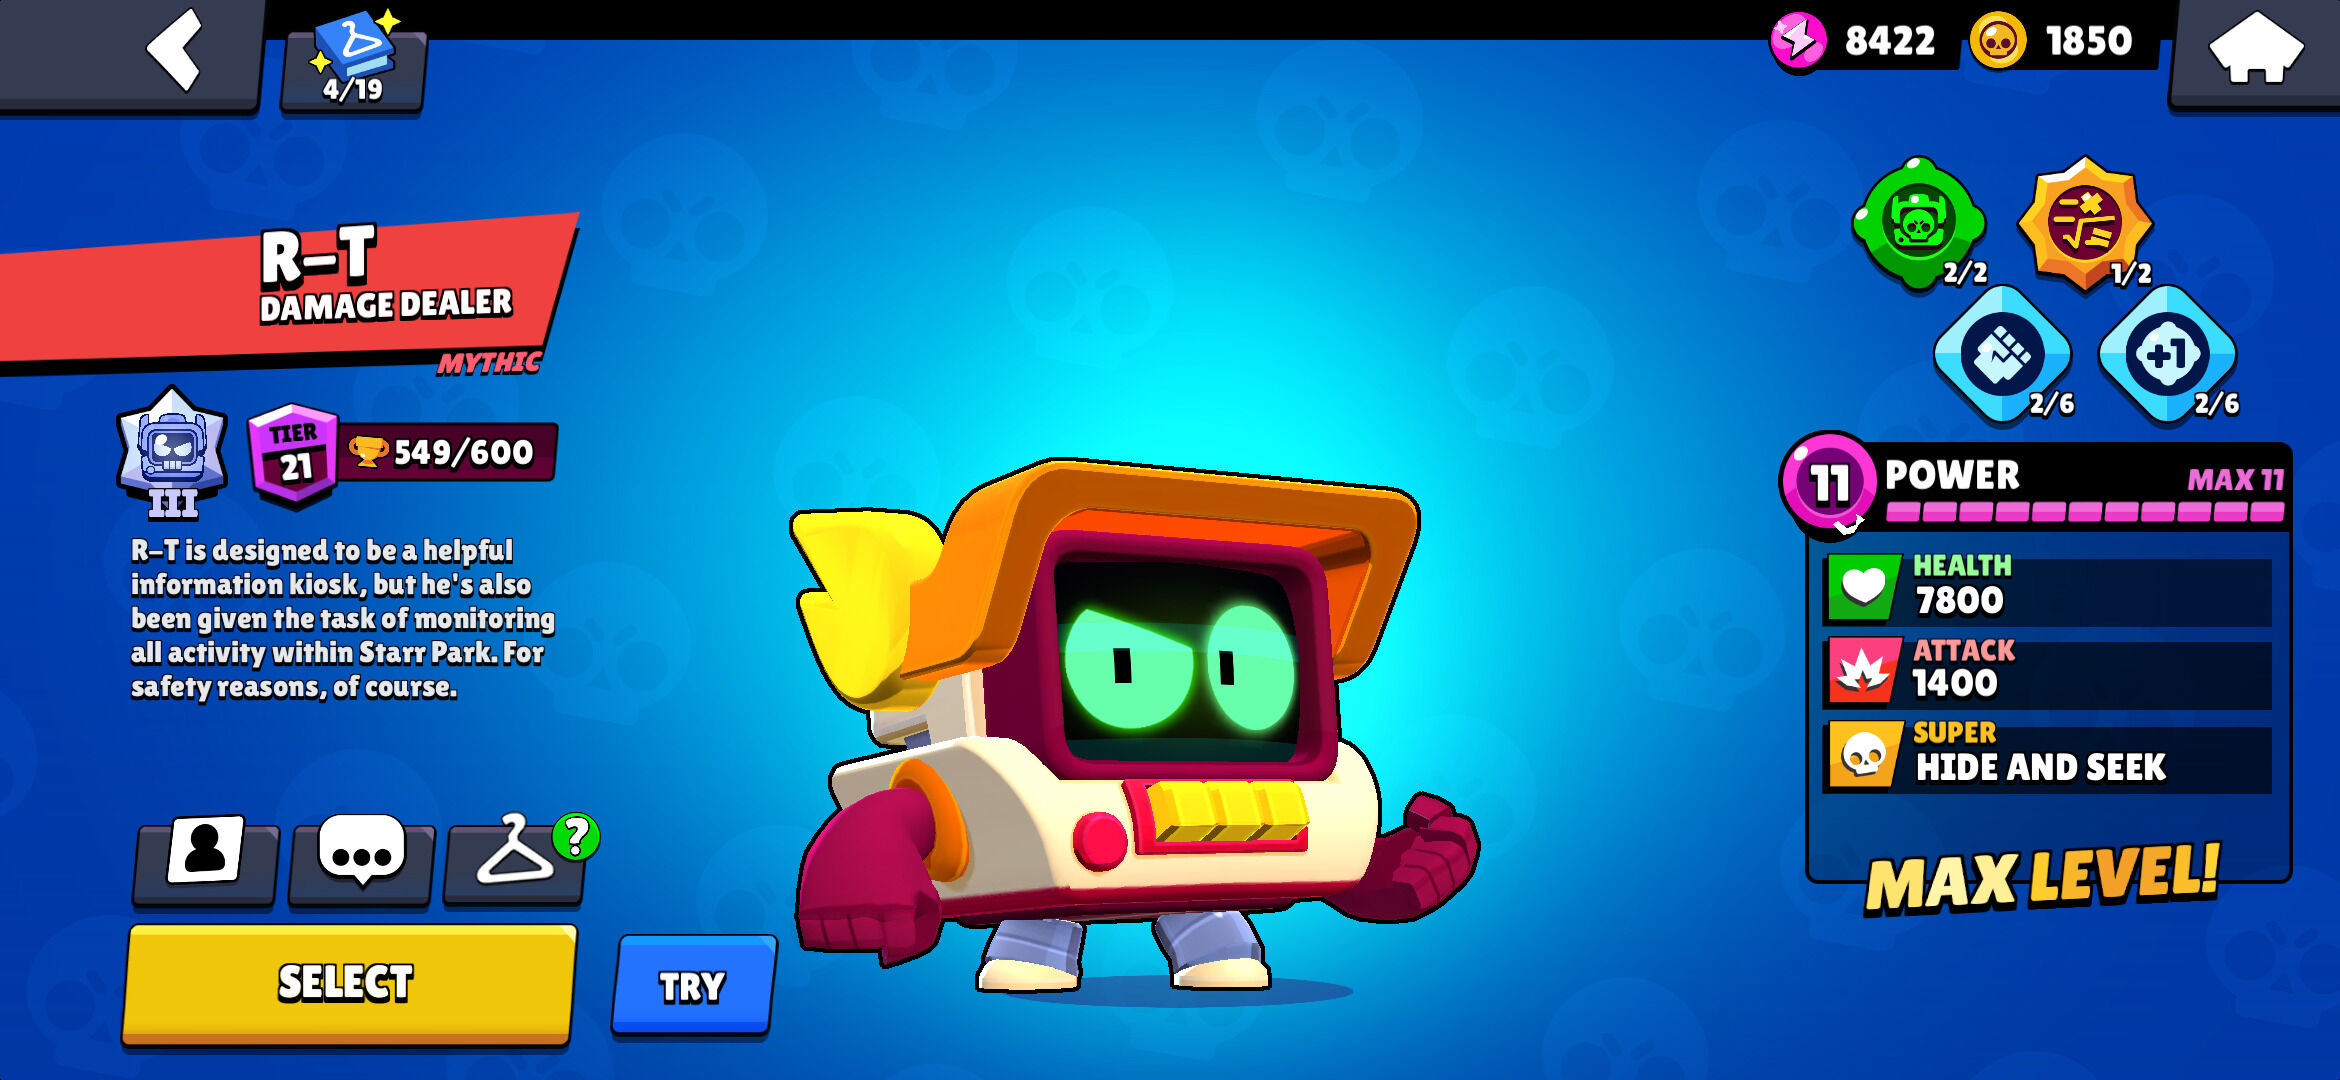 4/19
8422
1850
R-T
DAMAGE DEALER
MYTHIC
III
TIER
21
549/600
R-T is designed to be a helpful
information kiosk, but he's also
been given the task of monitoring
all activity within Starr Park. For
safety reasons, of course.
?
SELECT
TRY
2/2
1/2
2/6
+1
2/6
11
POWER
MAX 11
HEALTH
7800
ATTACK
1400
SUPER
HIDE AND SEEK
MAX LEVEL!